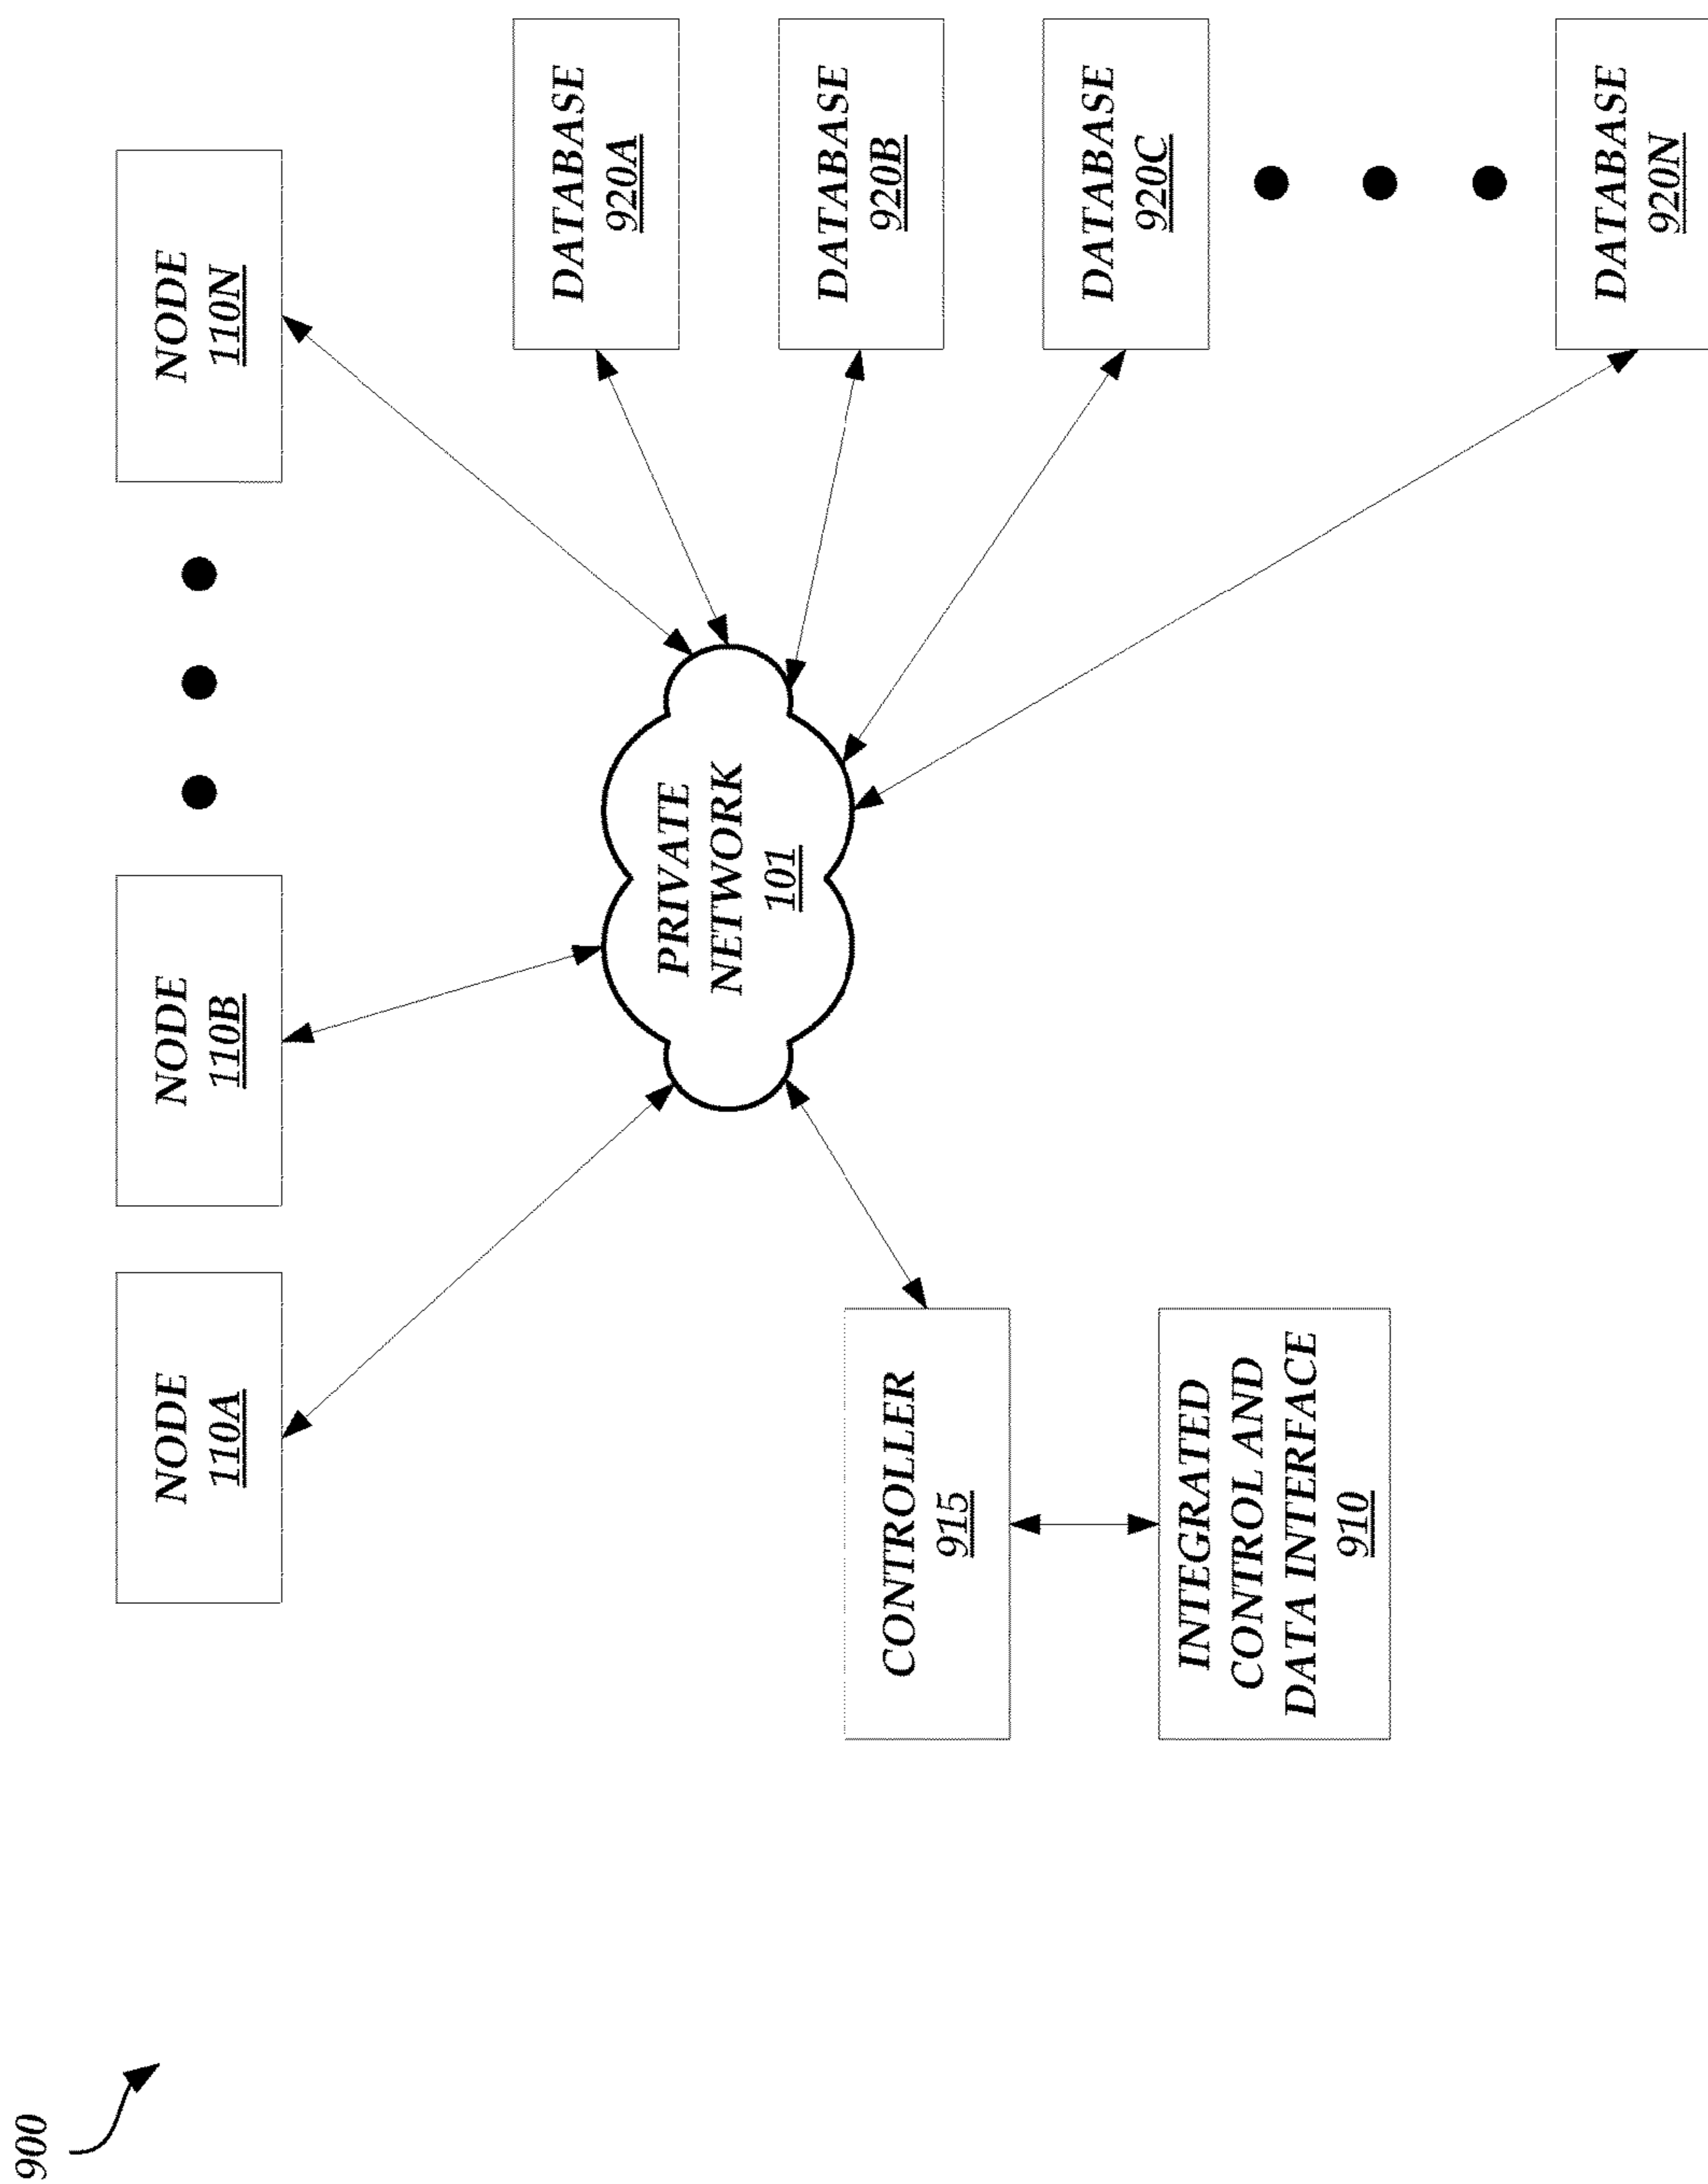 900
NODE
110A
NODE
110B
NODE
110N
PRIVATE
NETWORK
101
DATABASE
920A
DATABASE
920B
DATABASE
920C
DATABASE
920N
CONTROLLER
915
INTEGRATED
CONTROL AND
DATA INTERFACE
910